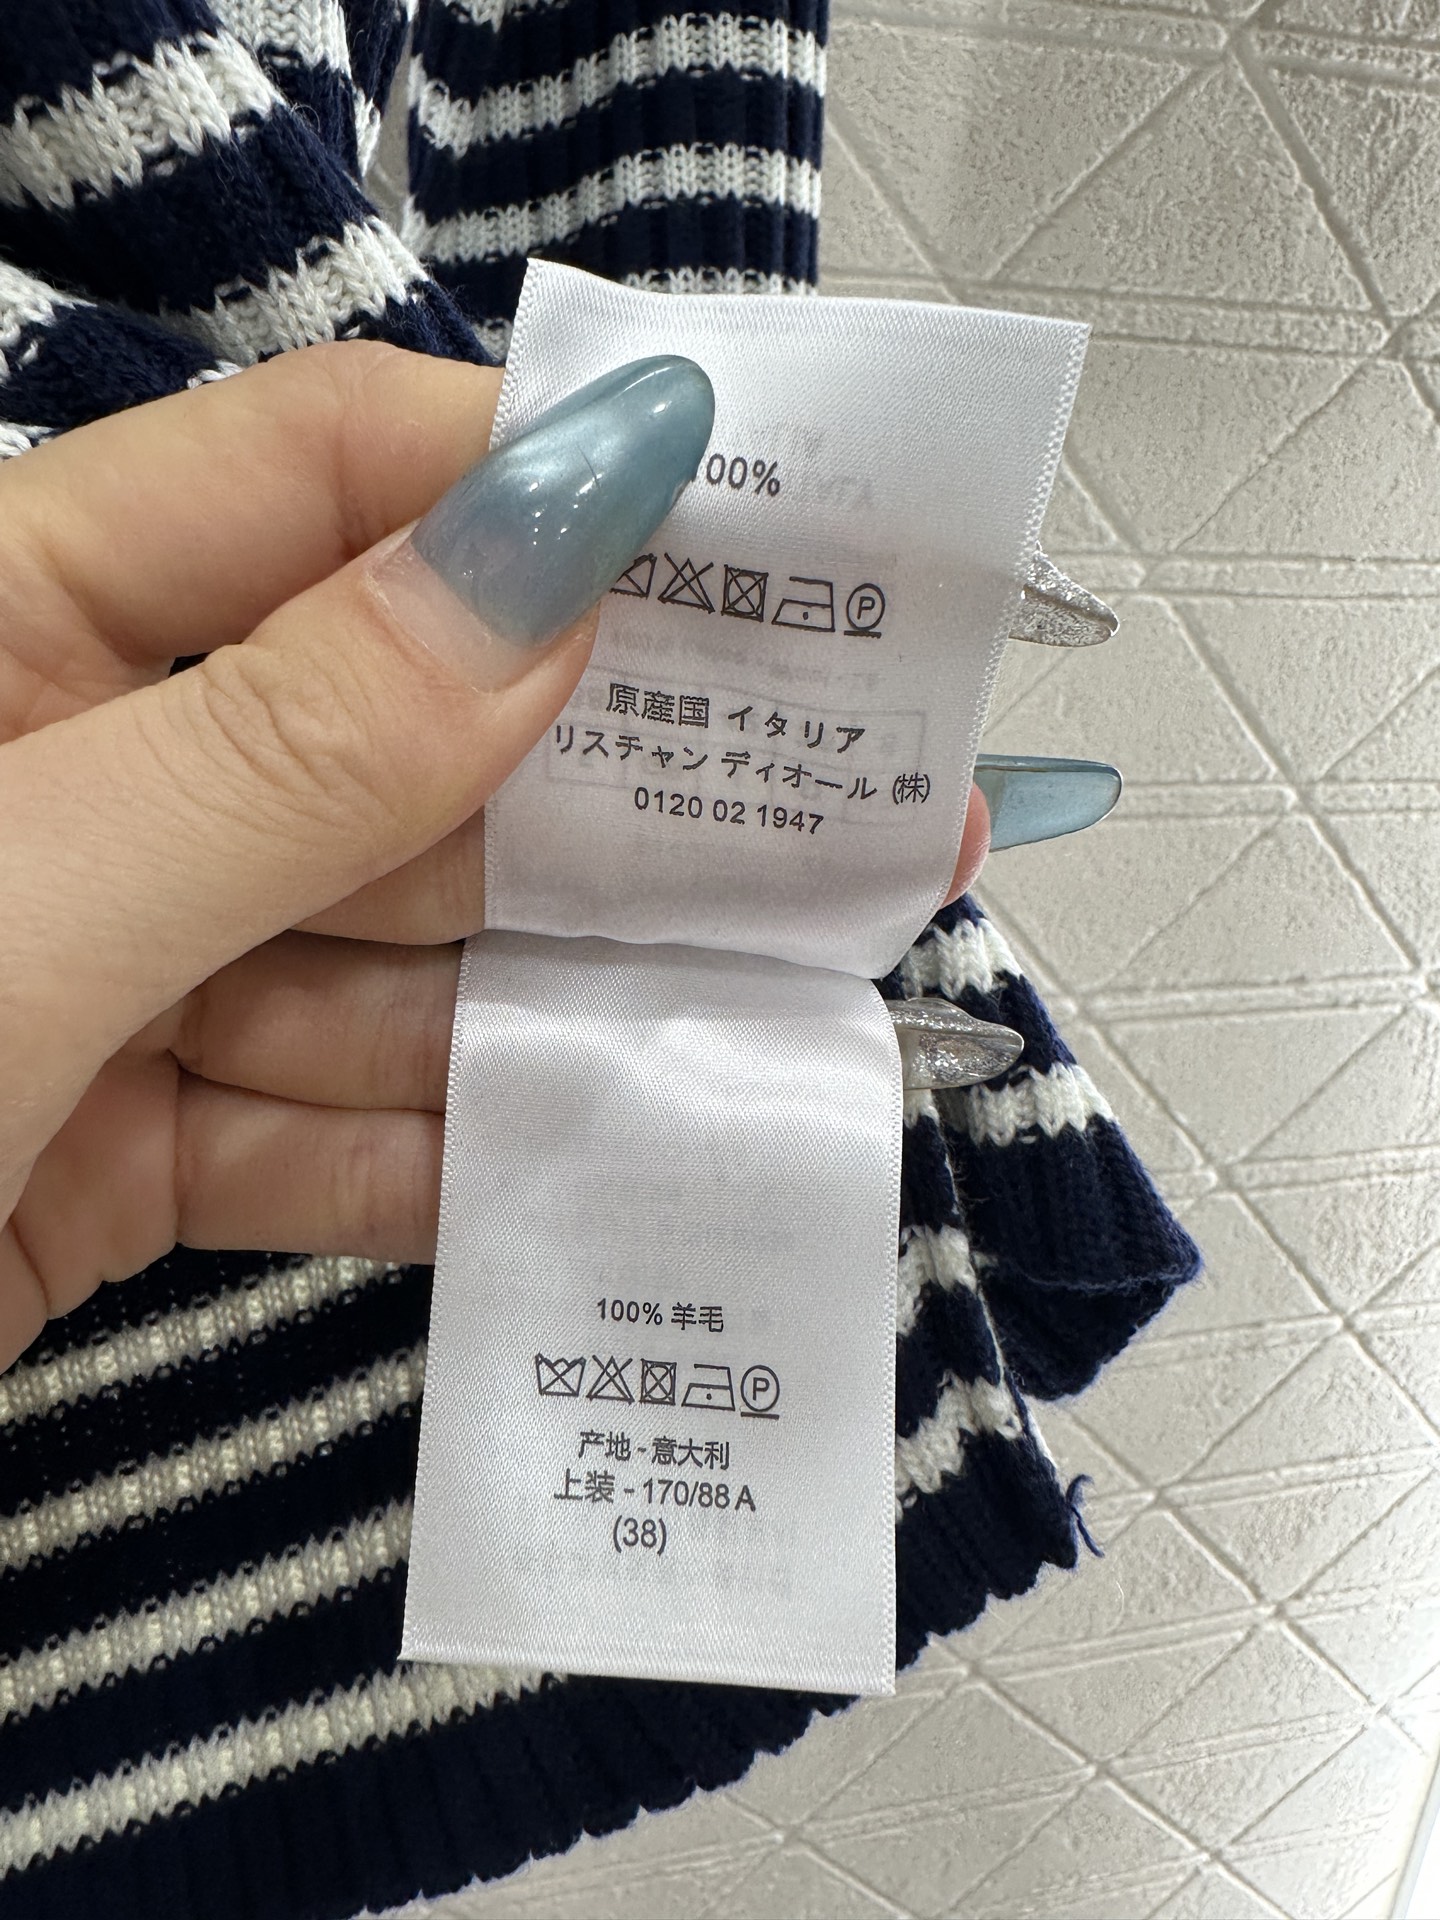 00%
原産国 イタリア
リスチャン ディオール (株)
0120 02 1947
100% 羊毛
P
产地 - 意大利
上装 - 170/88 A
(38)